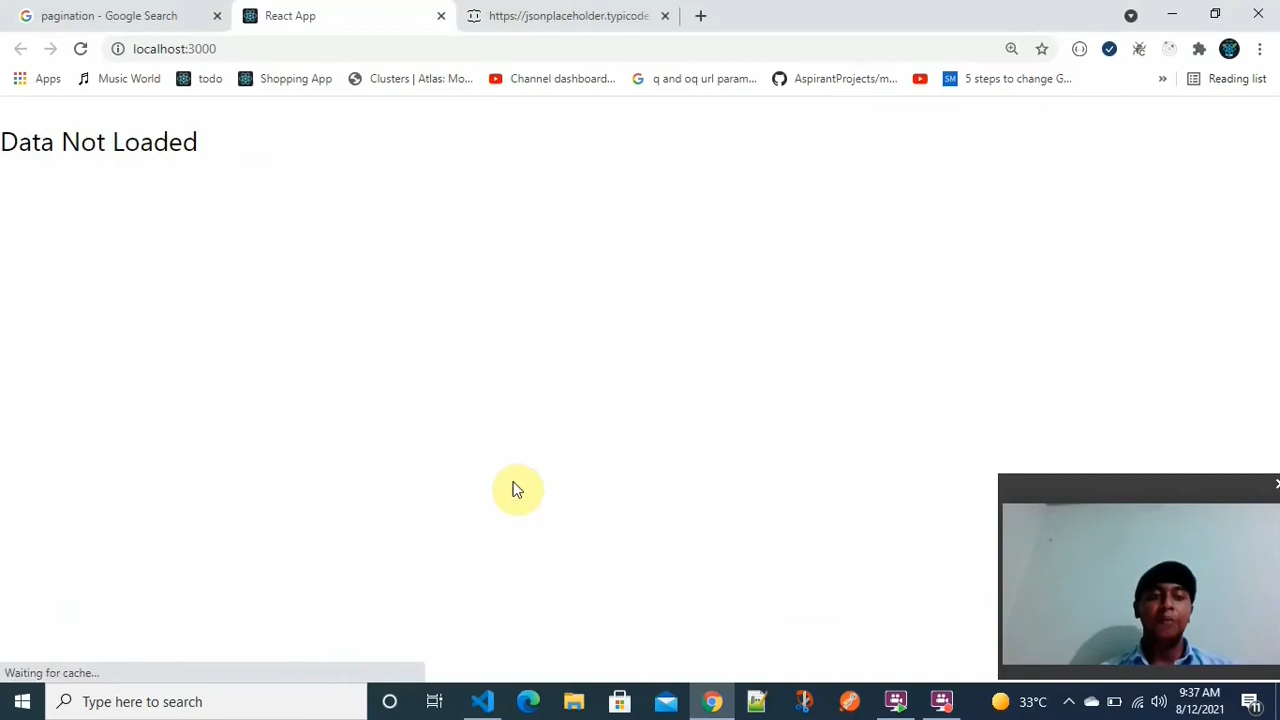 pagination - Google Search
React App
https://jsonplaceholder.typicode.
localhost:3000
Apps
Music World
todo
Shopping App
Clusters | Atlas: Mo...
Channel dashboard...
q and oq url param...
AspirantProjects/m...
SM
5 steps to change G...
»
Reading list
Data Not Loaded
Waiting for cache...
Type here to search
33°C
9:37 AM
8/12/2021
11